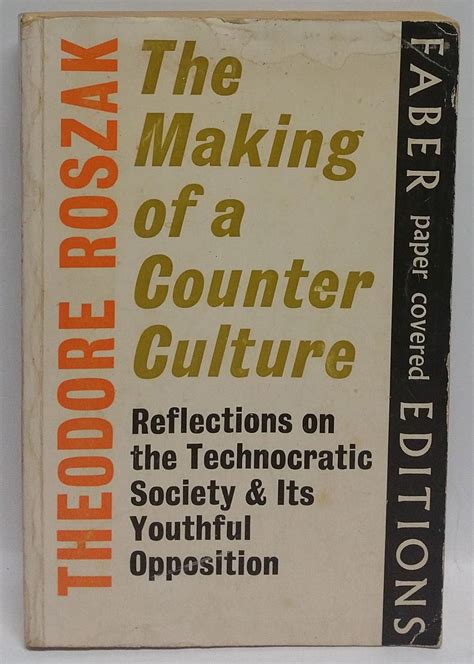 THEODORE ROSZAK
The
Making
of a
Counter
Culture
Reflections on
the Technocratic
Society & Its
Youthful
Opposition
FABER paper covered EDITIONS